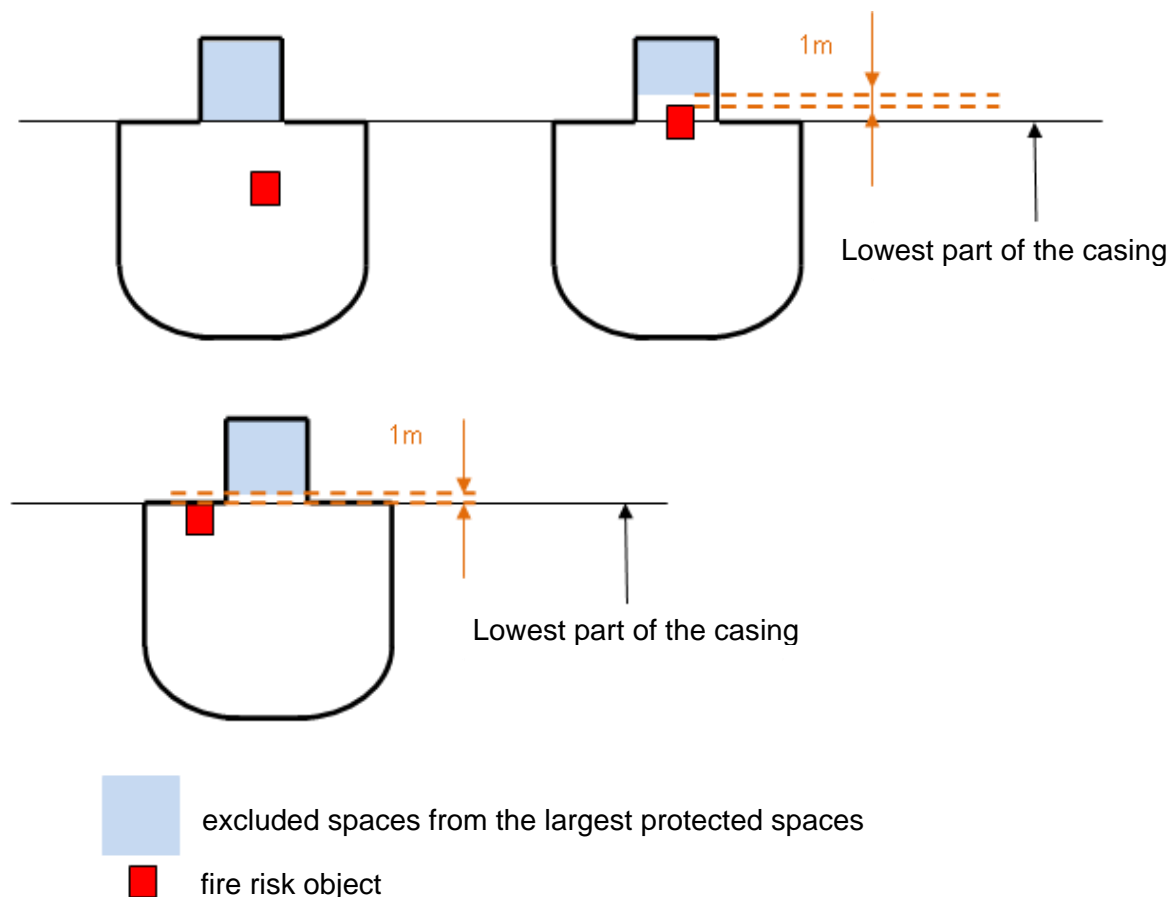 1m
Lowest part of the casing
1m
Lowest part of the casing
excluded spaces from the largest protected spaces
fire risk object